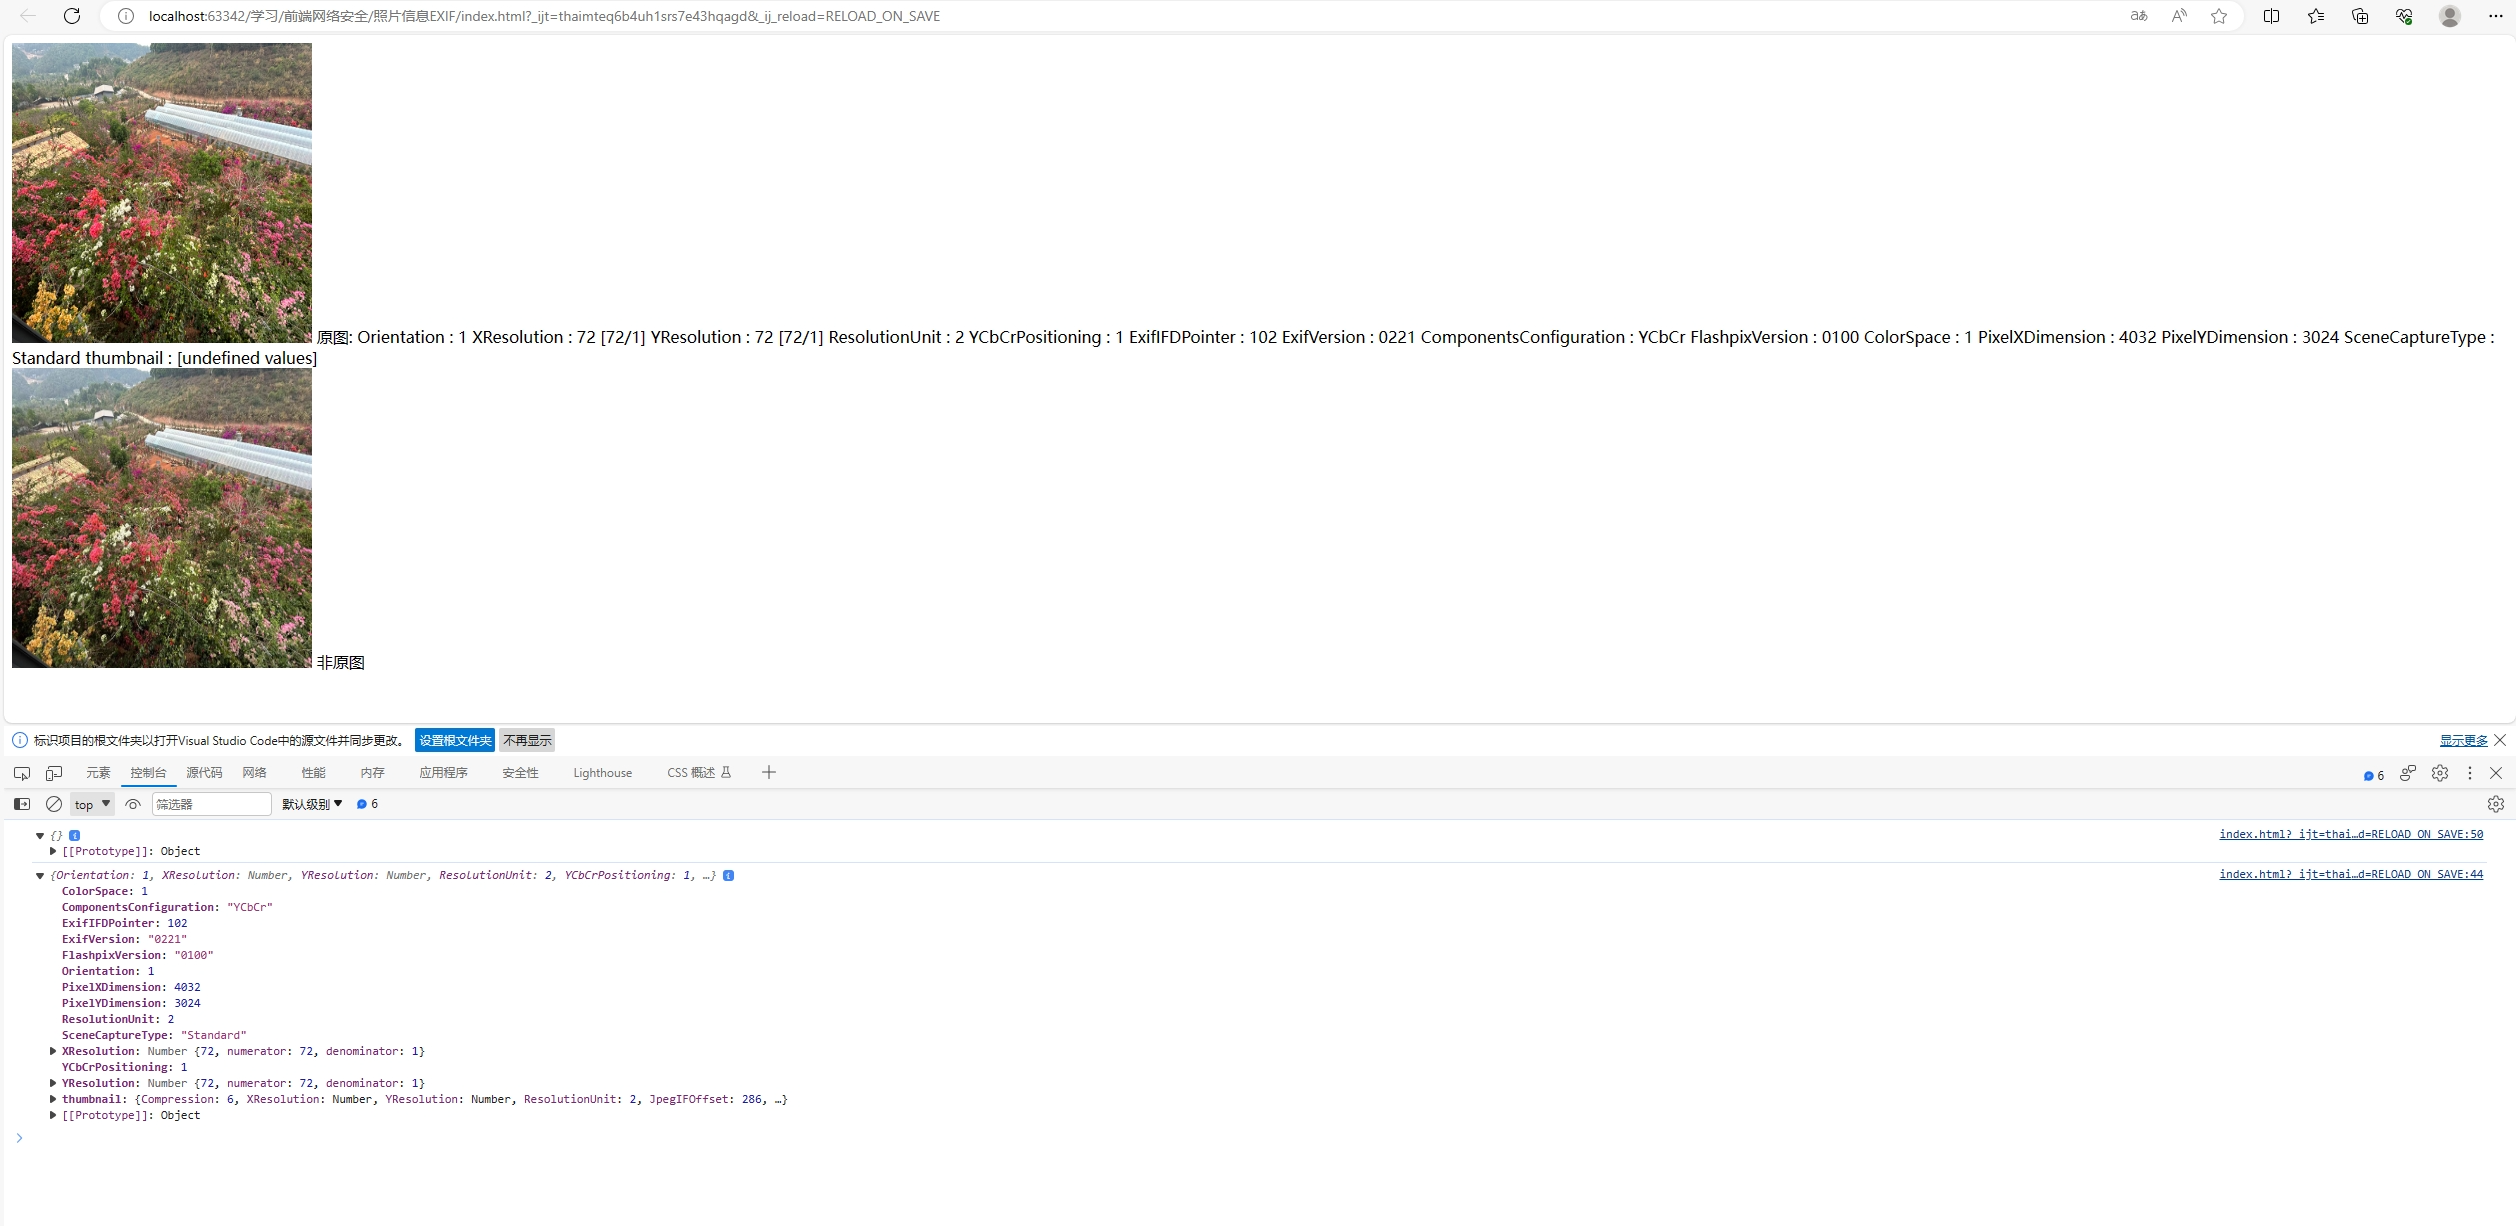 localhost:63342/学习/前端网络安全/照片信息EXIF/index.html?_ijt=thaimteq6b4uh1srs7e43hqagd&_ij_reload=RELOAD_ON_SAVE
原图: Orientation : 1 XResolution : 72 [72/1] YResolution : 72 [72/1] ResolutionUnit : 2 YCbCrPositioning : 1 ExifIFDPointer : 102 ExifVersion : 0221 ComponentsConfiguration : YCbCr FlashpixVersion : 0100 ColorSpace : 1 PixelXDimension : 4032 PixelYDimension : 3024 SceneCaptureType :
Standard thumbnail : [undefined values]
非原图
标识项目的根文件夹以打开Visual Studio Code中的源文件并同步更改。 设置根文件夹 不再显示 显示更多
元素 控制台 源代码 网络 性能 内存 应用程序 安全性 Lighthouse CSS 概述 6
top 筛选器 默认级别 6
{} index.html?_ijt=thai…d=RELOAD_ON_SAVE:50
[[Prototype]]: Object
{Orientation: 1, XResolution: Number, YResolution: Number, ResolutionUnit: 2, YCbCrPositioning: 1, …} index.html?_ijt=thai…d=RELOAD_ON_SAVE:44
ColorSpace: 1
ComponentsConfiguration: "YCbCr"
ExifIFDPointer: 102
ExifVersion: "0221"
FlashpixVersion: "0100"
Orientation: 1
PixelXDimension: 4032
PixelYDimension: 3024
ResolutionUnit: 2
SceneCaptureType: "Standard"
XResolution: Number {72, numerator: 72, denominator: 1}
YCbCrPositioning: 1
YResolution: Number {72, numerator: 72, denominator: 1}
thumbnail: {Compression: 6, XResolution: Number, YResolution: Number, ResolutionUnit: 2, JpegIFOffset: 286, …}
[[Prototype]]: Object